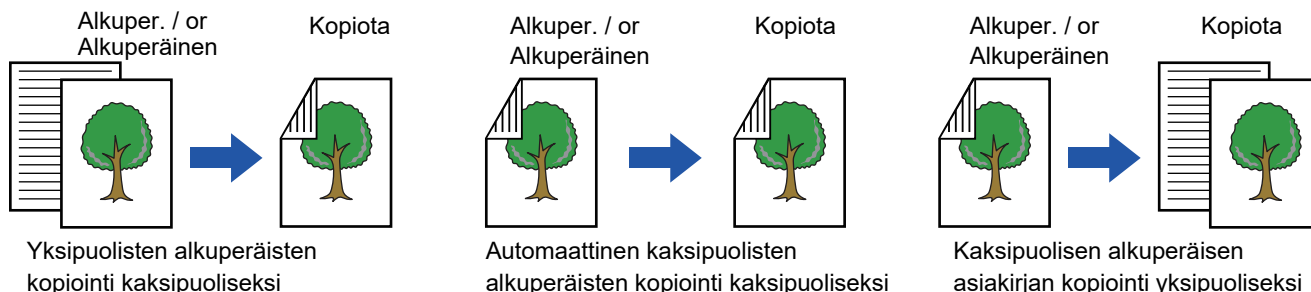 Alkuper. / or
Alkuperäinen
Kopiota
Yksipuolisten alkuperäisten
kopiointi kaksipuoliseksi
Alkuper. / or
Alkuperäinen
Kopiota
Automaattinen kaksipuolisten
alkuperäisten kopiointi kaksipuoliseksi
Alkuper. / or
Alkuperäinen
Kopiota
Kaksipuolisen alkuperäisen
asiakirjan kopiointi yksipuoliseksi